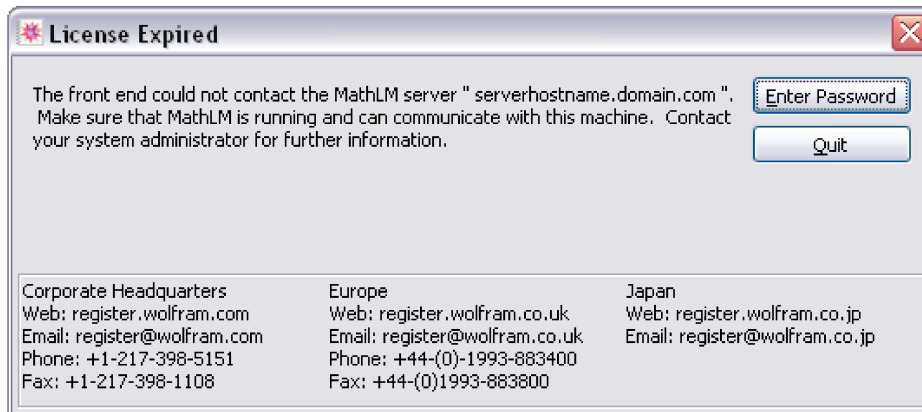 License Expired
The front end could not contact the MathLM server " serverhostname.domain.com ".
Make sure that MathLM is running and can communicate with this machine. Contact
your system administrator for further information.
Enter Password
Quit
Corporate Headquarters
Web: register.wolfram.com
Email: register@wolfram.com
Phone: +1-217-398-5151
Fax: +1-217-398-1108
Europe
Web: register.wolfram.co.uk
Email: register@wolfram.co.uk
Phone: +44-(0)-1993-883400
Fax: +44-(0)1993-883800
Japan
Web: register.wolfram.co.jp
Email: register@wolfram.co.jp